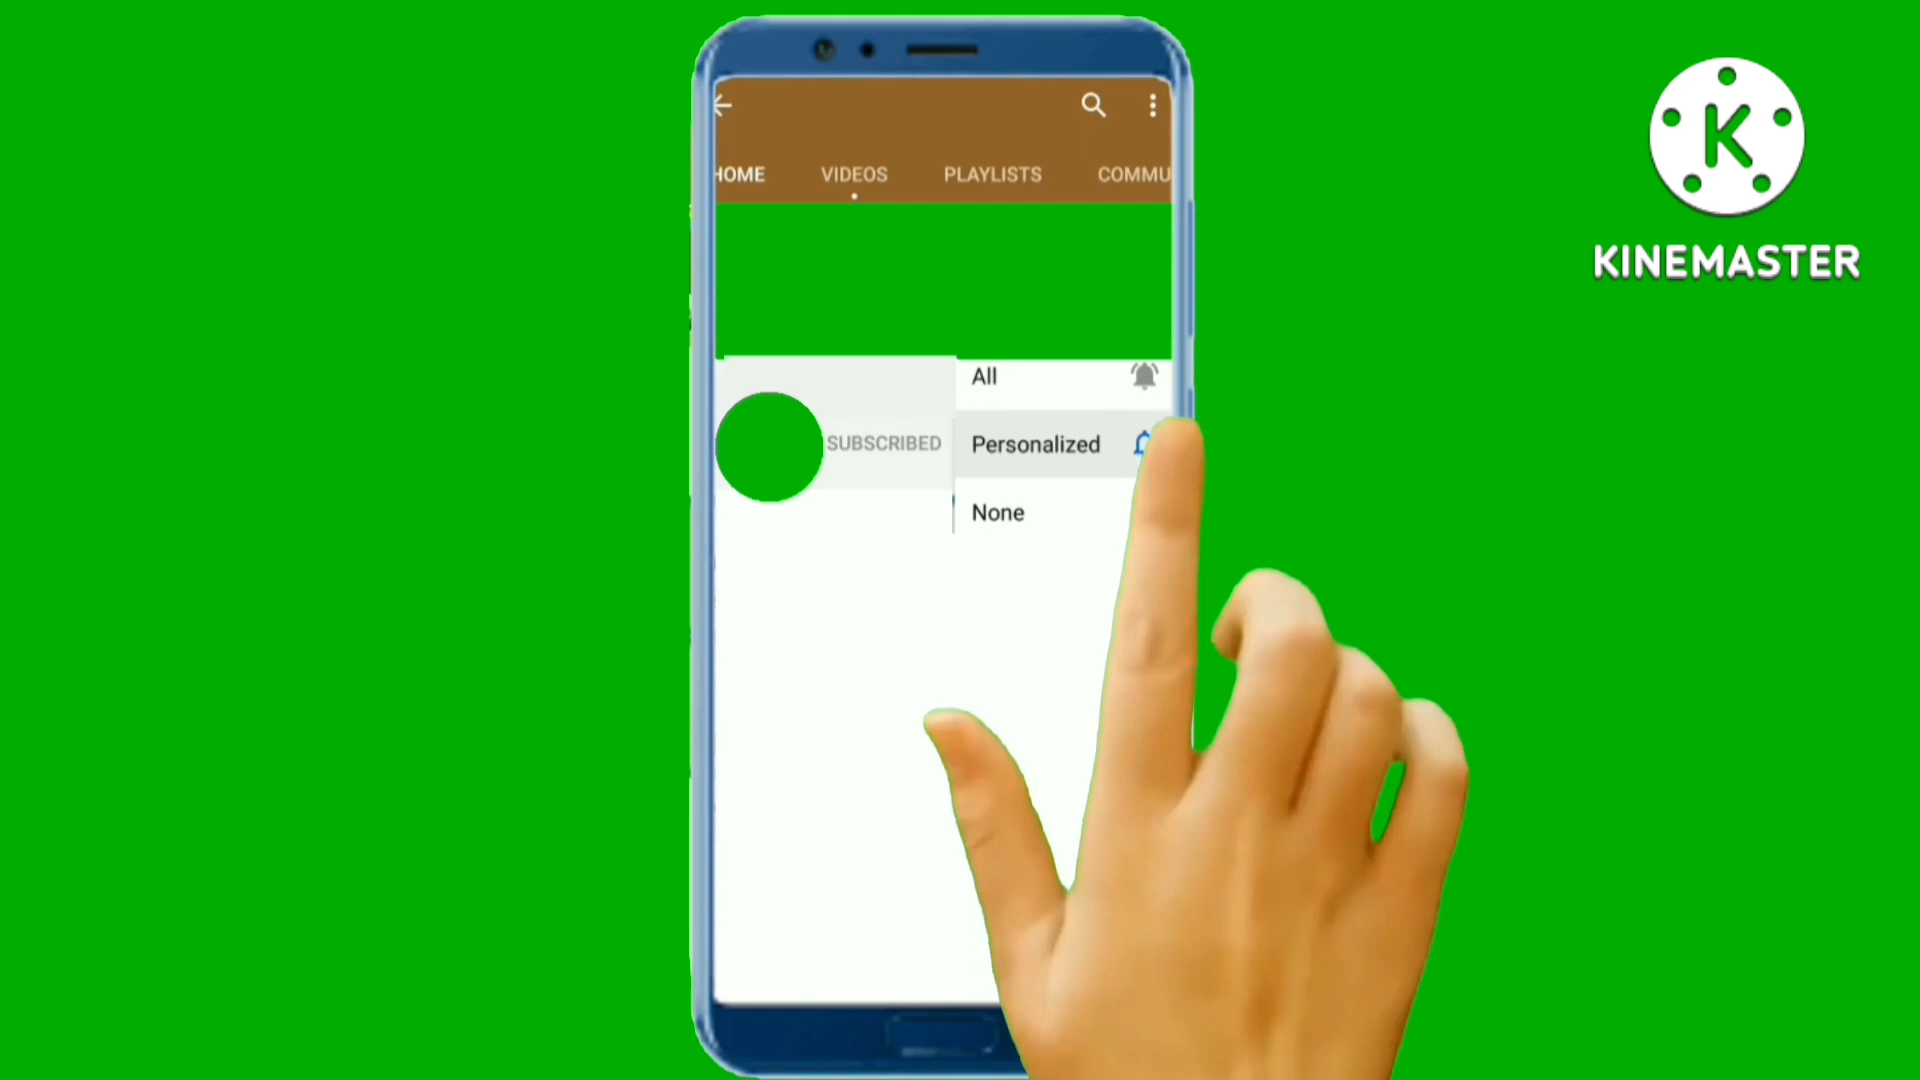 HOME VIDEOS PLAYLISTS COMMU
All
SUBSCRIBED
Personalized
None
K
KINEMASTER